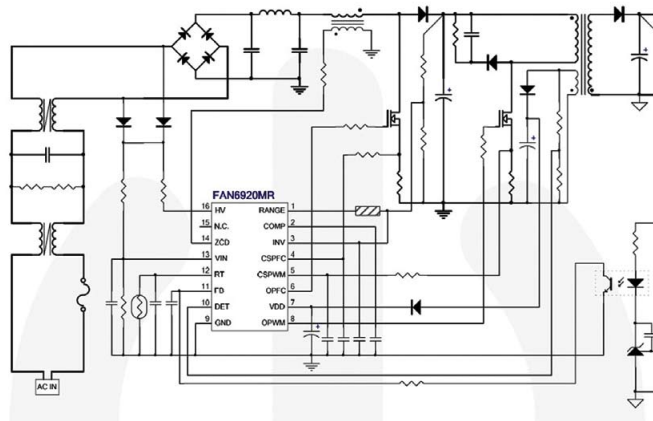 FAN6920MR
16 HV RANGE 1
15 N.C. COMP 2
14 ZCD INV 3
13 VIN CSPFC 4
12 RT CSPWM 5
11 FB OPFC 6
10 DET VDD 7
9 GND OPWM 8
AC IN